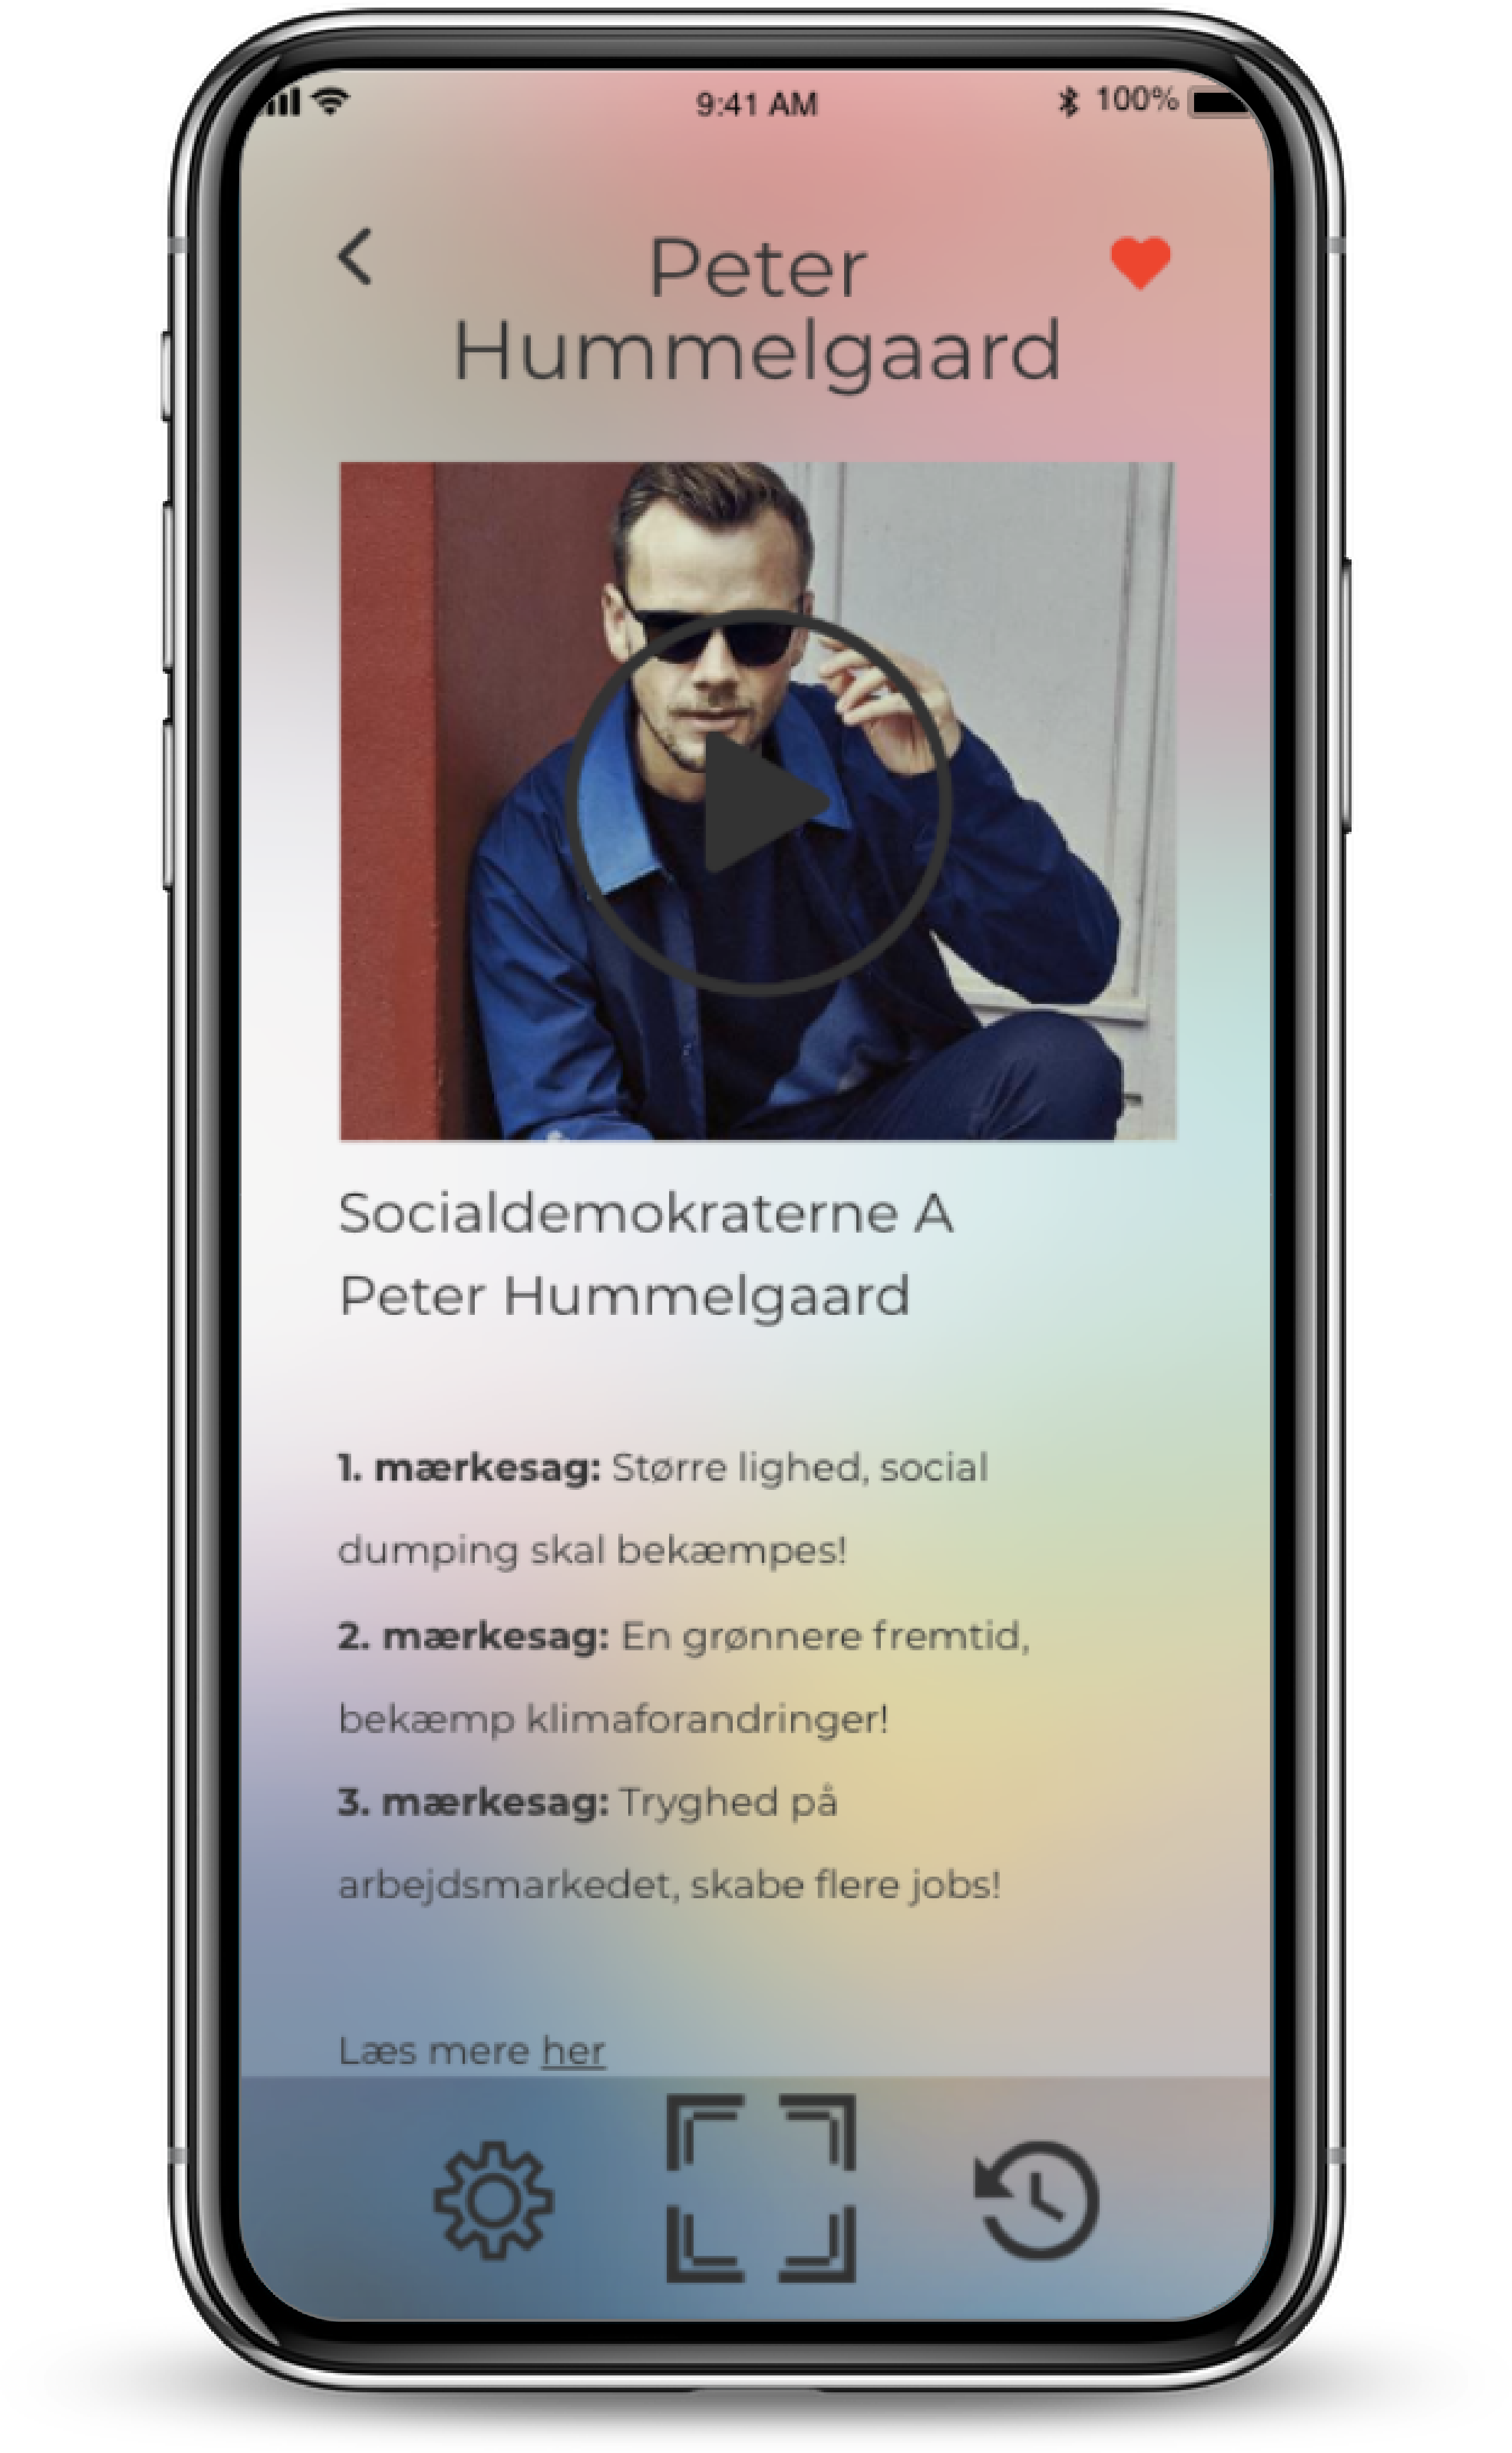 9:41 AM
100%
Peter
Hummelgaard
Socialdemokraterne A
Peter Hummelgaard
1. mærkesag: Større lighed, social
dumping skal bekæmpes!
2. mærkesag: En grønnere fremtid,
bekæmp klimaforandringer!
3. mærkesag: Tryghed på
arbejdsmarkedet, skabe flere jobs!
Læs mere her